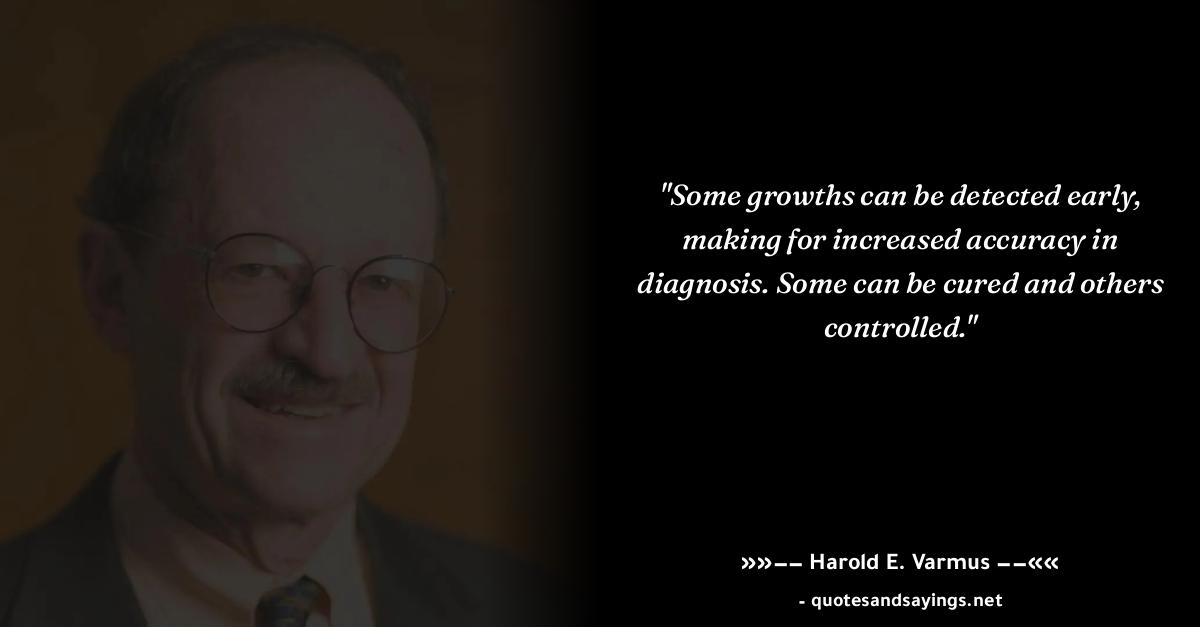 "Some growths can be detected early,
making for increased accuracy in
diagnosis. Some can be cured and others
controlled."
»»−− Harold E. Varmus −−««
- quotesandsayings.net